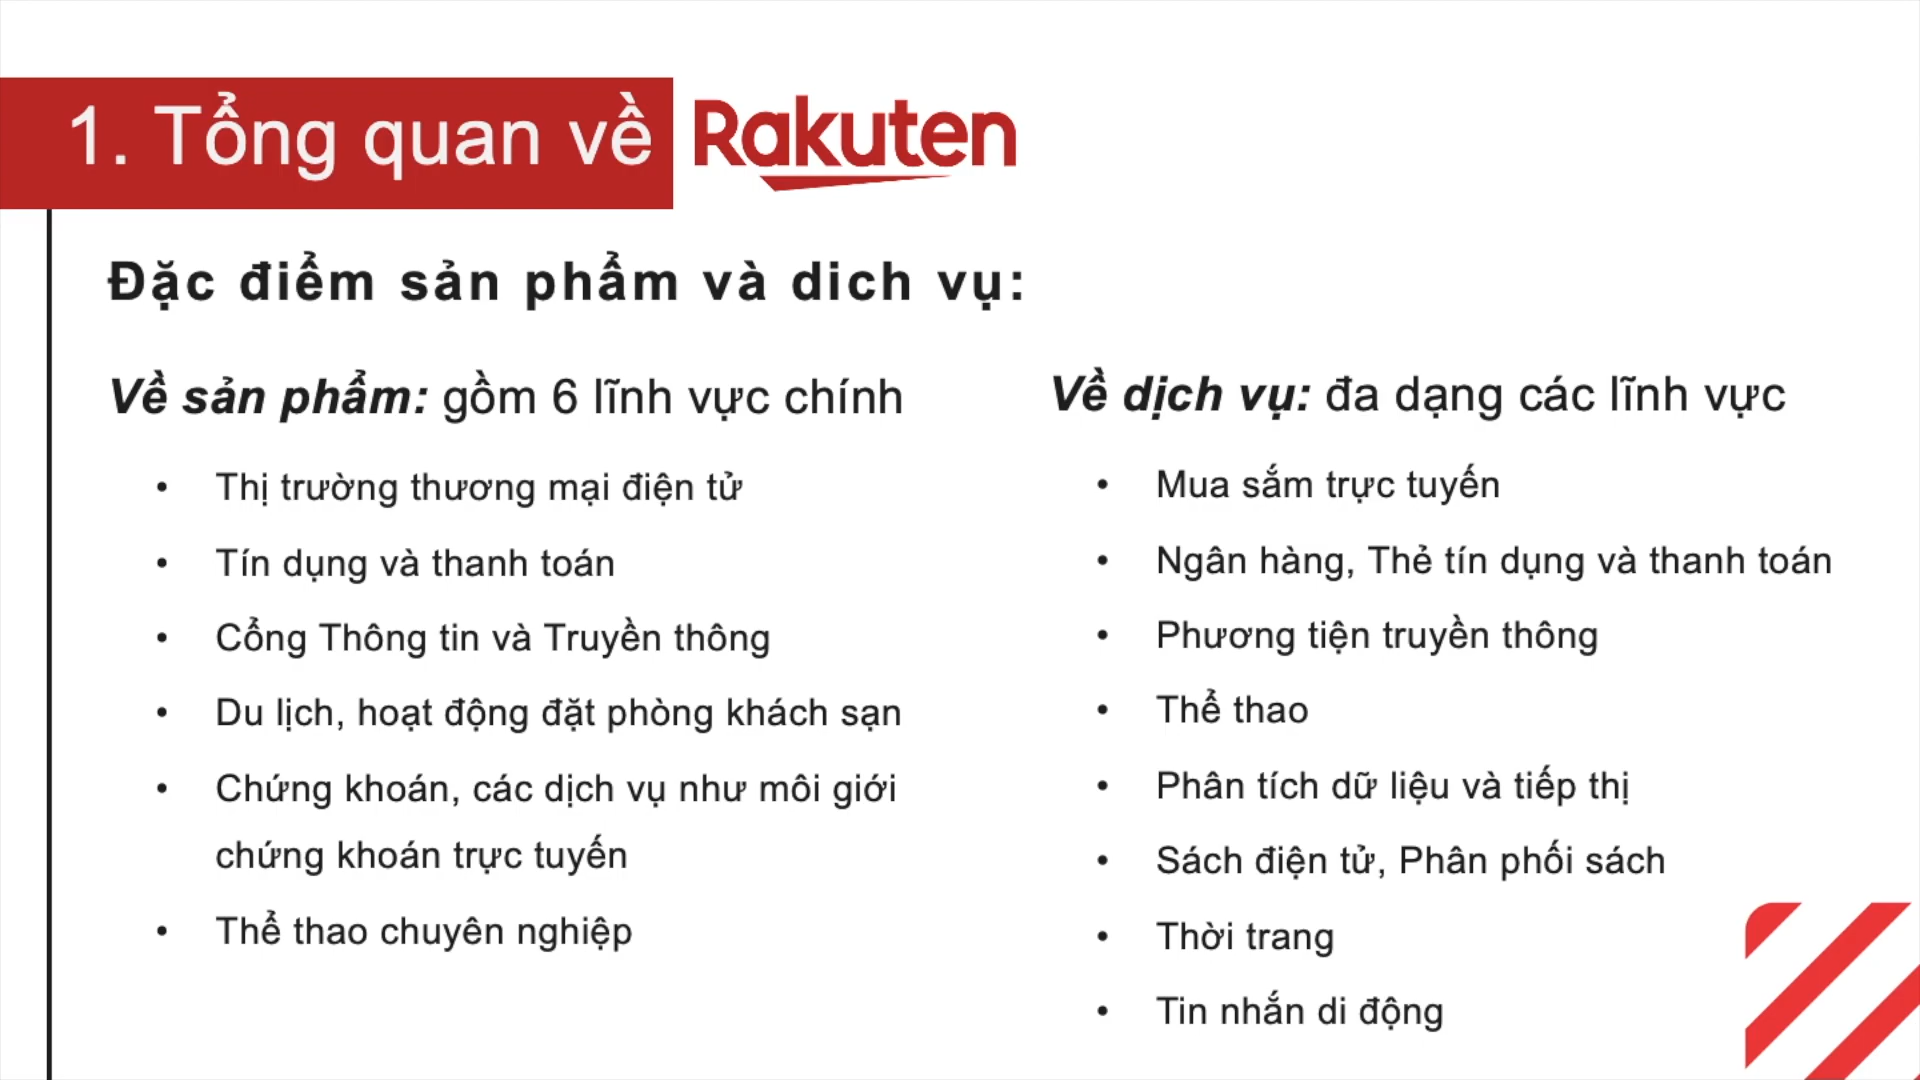 1. Tổng quan về Rakuten
Đặc điểm sản phẩm và dich vụ:
Về sản phẩm: gồm 6 lĩnh vực chính
• Thị trường thương mại điện tử
• Tín dụng và thanh toán
• Cổng Thông tin và Truyền thông
• Du lịch, hoạt động đặt phòng khách sạn
• Chứng khoán, các dịch vụ như môi giới
chứng khoán trực tuyến
• Thể thao chuyên nghiệp
Về dịch vụ: đa dạng các lĩnh vực
• Mua sắm trực tuyến
• Ngân hàng, Thẻ tín dụng và thanh toán
• Phương tiện truyền thông
• Thể thao
• Phân tích dữ liệu và tiếp thị
• Sách điện tử, Phân phối sách
• Thời trang
• Tin nhắn di động